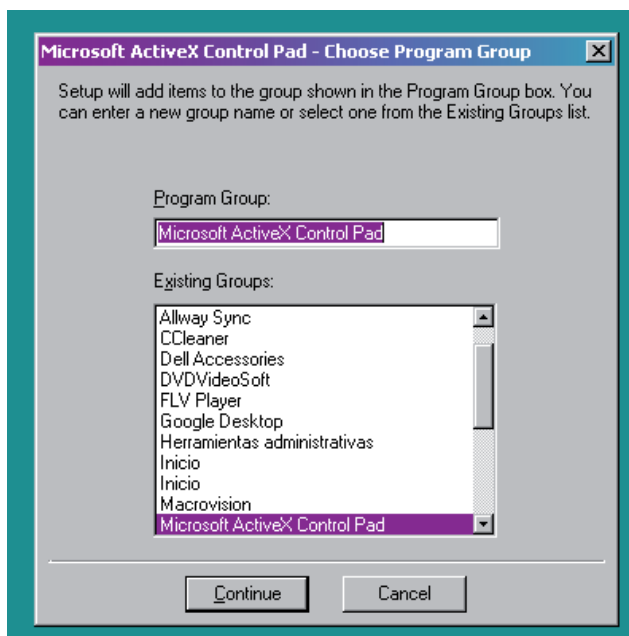 Microsoft ActiveX Control Pad - Choose Program Group
Setup will add items to the group shown in the Program Group box. You
can enter a new group name or select one from the Existing Groups list.
Program Group:
Microsoft ActiveX Control Pad
Existing Groups:
Allway Sync
CCleaner
Dell Accessories
DVDVideoSoft
FLV Player
Google Desktop
Herramientas administrativas
Inicio
Inicio
Macrovision
Microsoft ActiveX Control Pad
Continue
Cancel